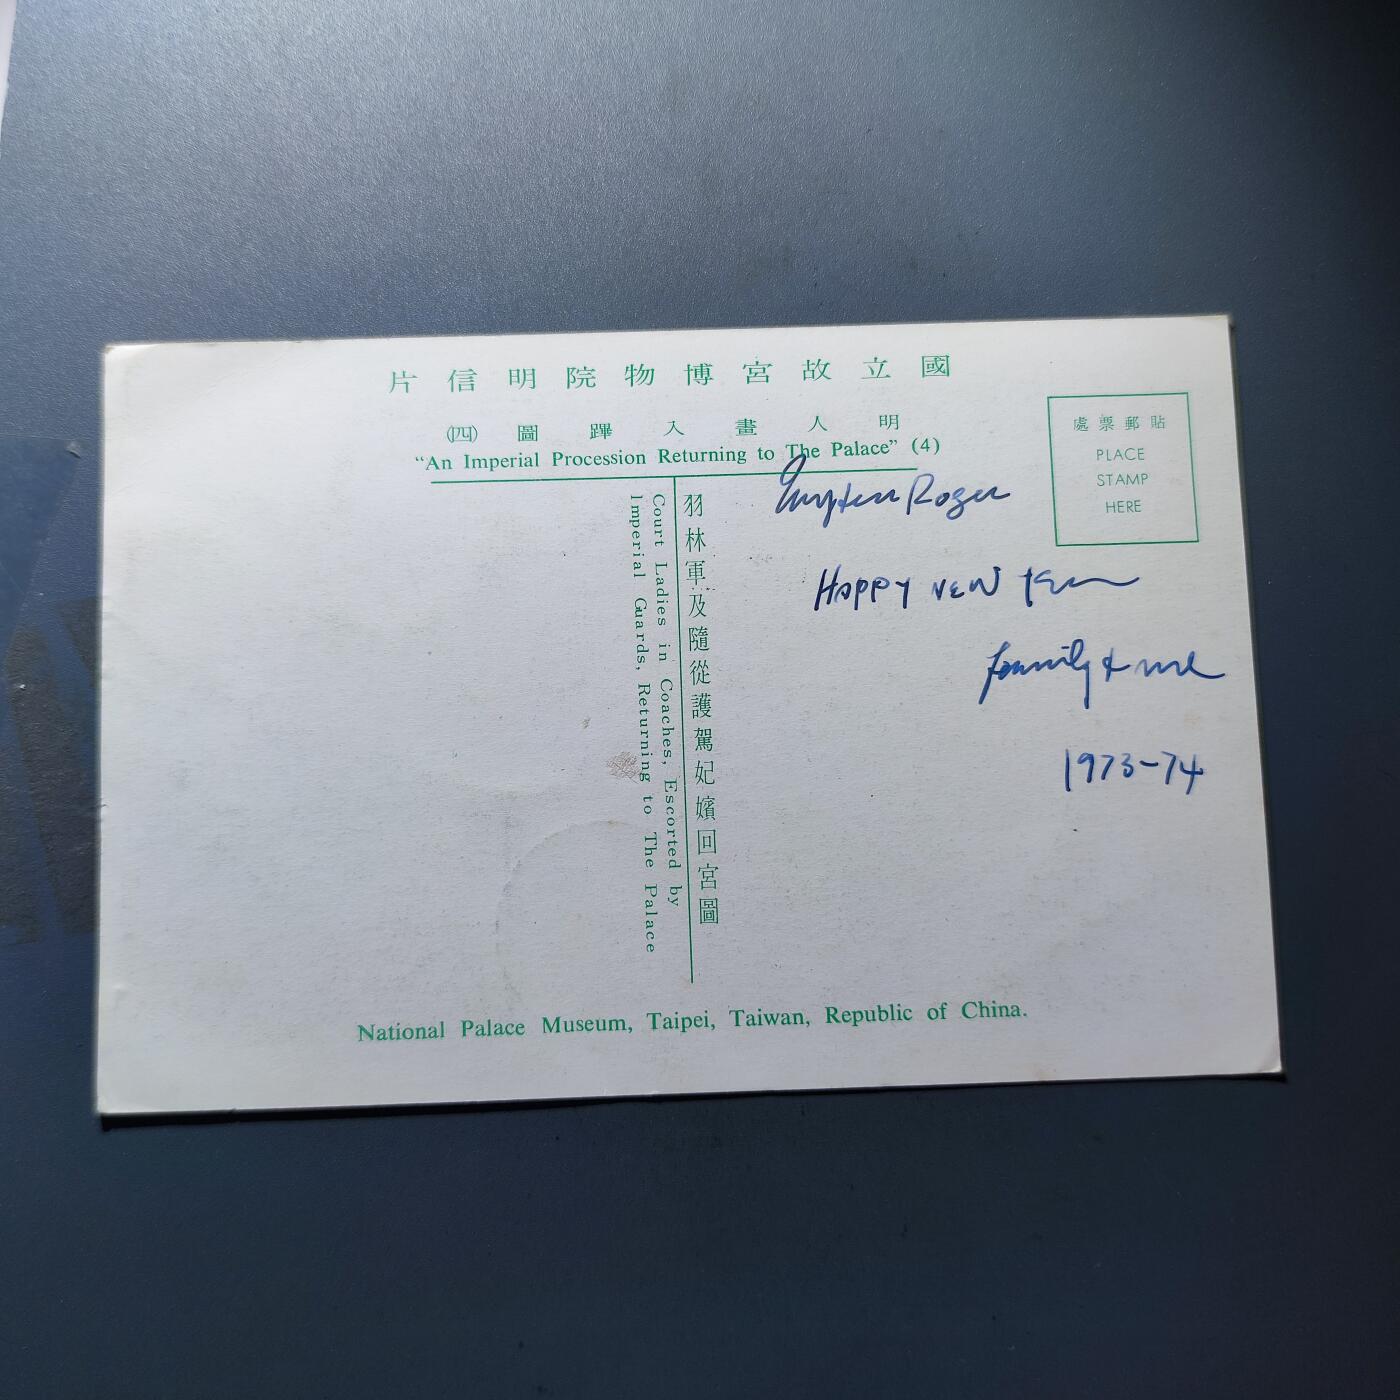 國立故宮博物院明信片
明人畫入蹕圖㈣
“An Imperial Procession Returning to The Palace” (4)
貼郵票處
PLACE
STAMP
HERE
羽林軍及隨從護駕妃嬪回宮圖
Court Ladies in Coaches, Escorted by
Imperial Guards, Returning to The Palace
Roger
HAPPY NEW
family &
1973-74
National Palace Museum, Taipei, Taiwan, Republic of China.